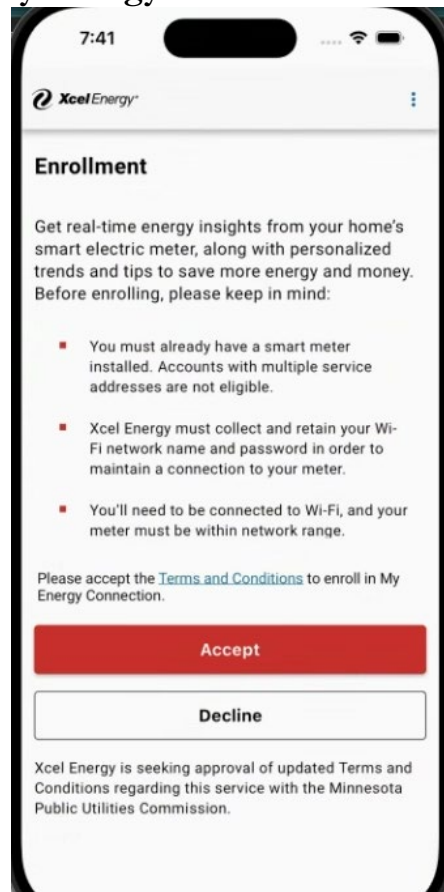 7:41
Xcel Energy
Enrollment
Get real-time energy insights from your home's
smart electric meter, along with personalized
trends and tips to save more energy and money.
Before enrolling, please keep in mind:
You must already have a smart meter
installed. Accounts with multiple service
addresses are not eligible.
Xcel Energy must collect and retain your Wi-
Fi network name and password in order to
maintain a connection to your meter.
You'll need to be connected to Wi-Fi, and your
meter must be within network range.
Please accept the Terms and Conditions to enroll in My
Energy Connection.
Accept
Decline
Xcel Energy is seeking approval of updated Terms and
Conditions regarding this service with the Minnesota
Public Utilities Commission.